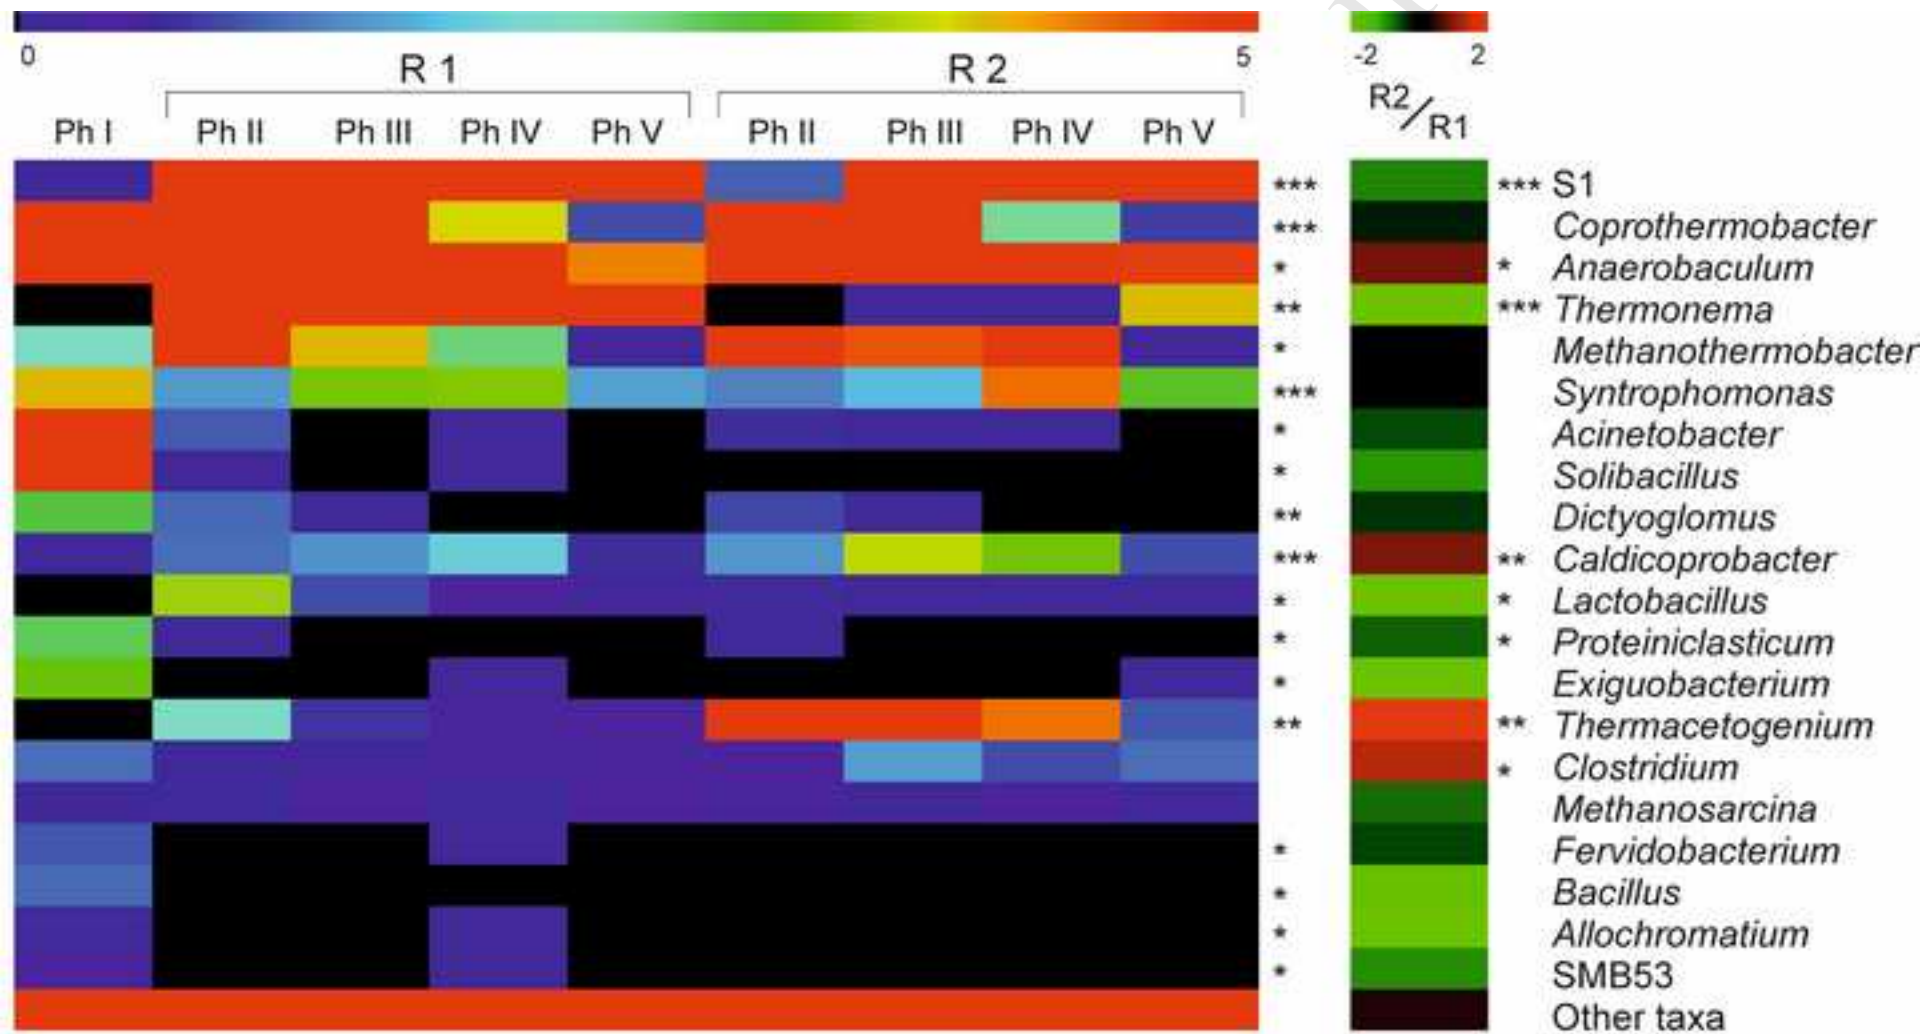 0 5 -2 2
R 1 R 2 R2/R1
Ph I Ph II Ph III Ph IV Ph V Ph II Ph III Ph IV Ph V
*** *** S1
*** Coprothermobacter
* * Anaerobaculum
** *** Thermonema
* Methanothermobacter
*** Syntrophomonas
* Acinetobacter
* Solibacillus
** Dictyoglomus
*** ** Caldicoprobacter
* * Lactobacillus
* * Proteiniclasticum
* Exiguobacterium
** ** Thermacetogenium
* Clostridium
Methanosarcina
* Fervidobacterium
* Bacillus
* Allochromatium
* SMB53
Other taxa